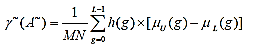 γ~(A~) = 1/MN ∑_{g=0}^{L-1} h(g) × [μ_U(g) − μ_L(g)]